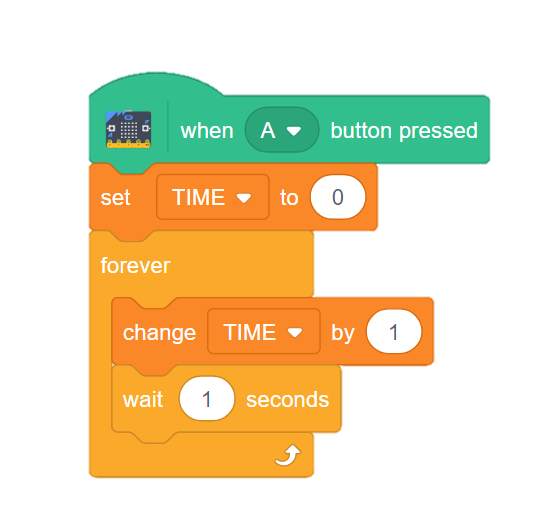 when A button pressed
set TIME to 0
forever
change TIME by 1
wait 1 seconds